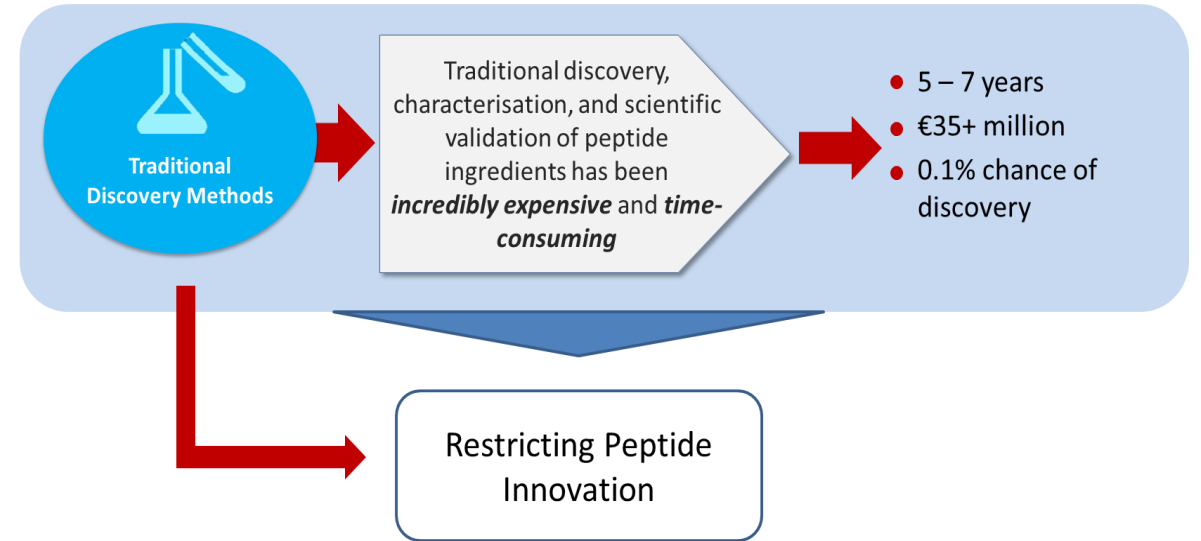 Traditional
Discovery Methods
Traditional discovery,
characterisation, and scientific
validation of peptide
ingredients has been
incredibly expensive and time-
consuming
5 – 7 years
€35+ million
0.1% chance of
discovery
Restricting Peptide
Innovation